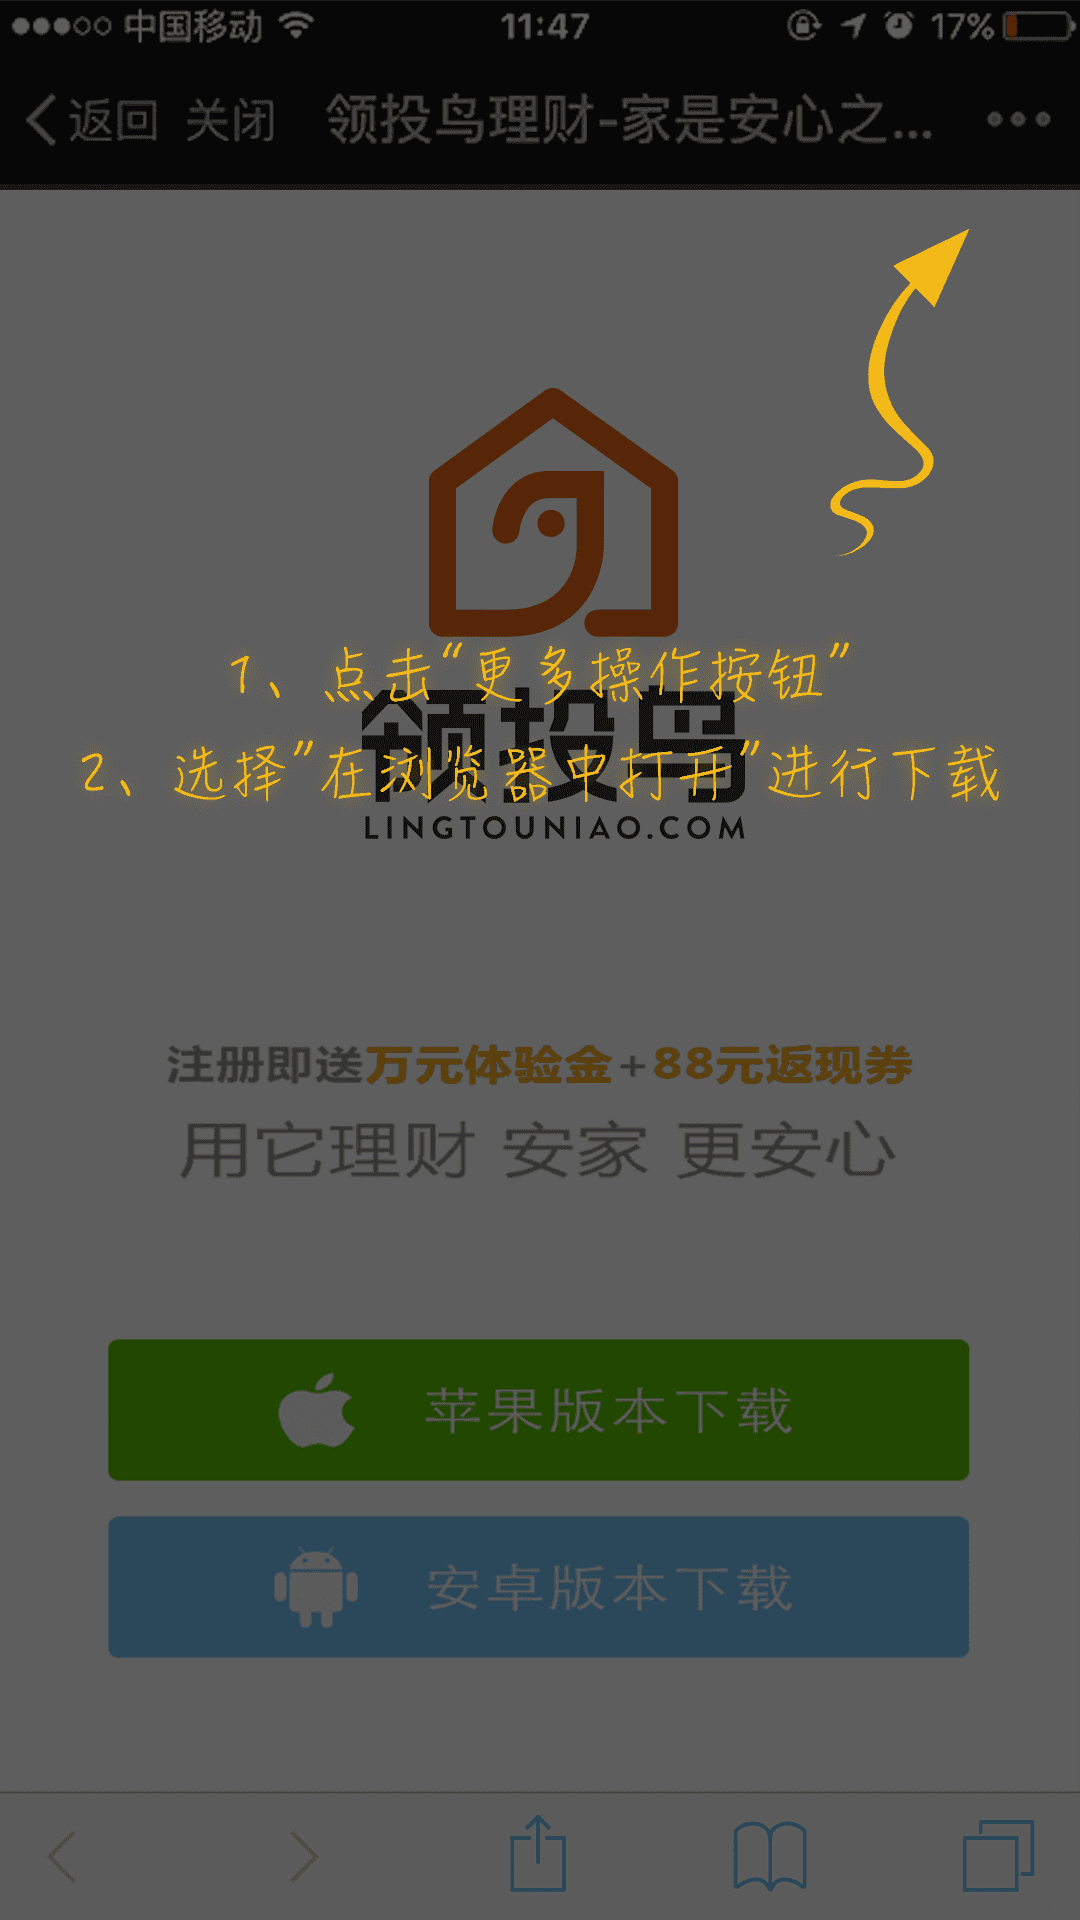 中国移动 11:47 17%
返回 关闭 领投鸟理财-家是安心之...
1、点击“更多操作按钮”
领投鸟
2、选择”在浏览器中打开”进行下载
LINGTOUNIAO.COM
注册即送万元体验金+88元返现券
用它理财 安家 更安心
苹果版本下载
安卓版本下载